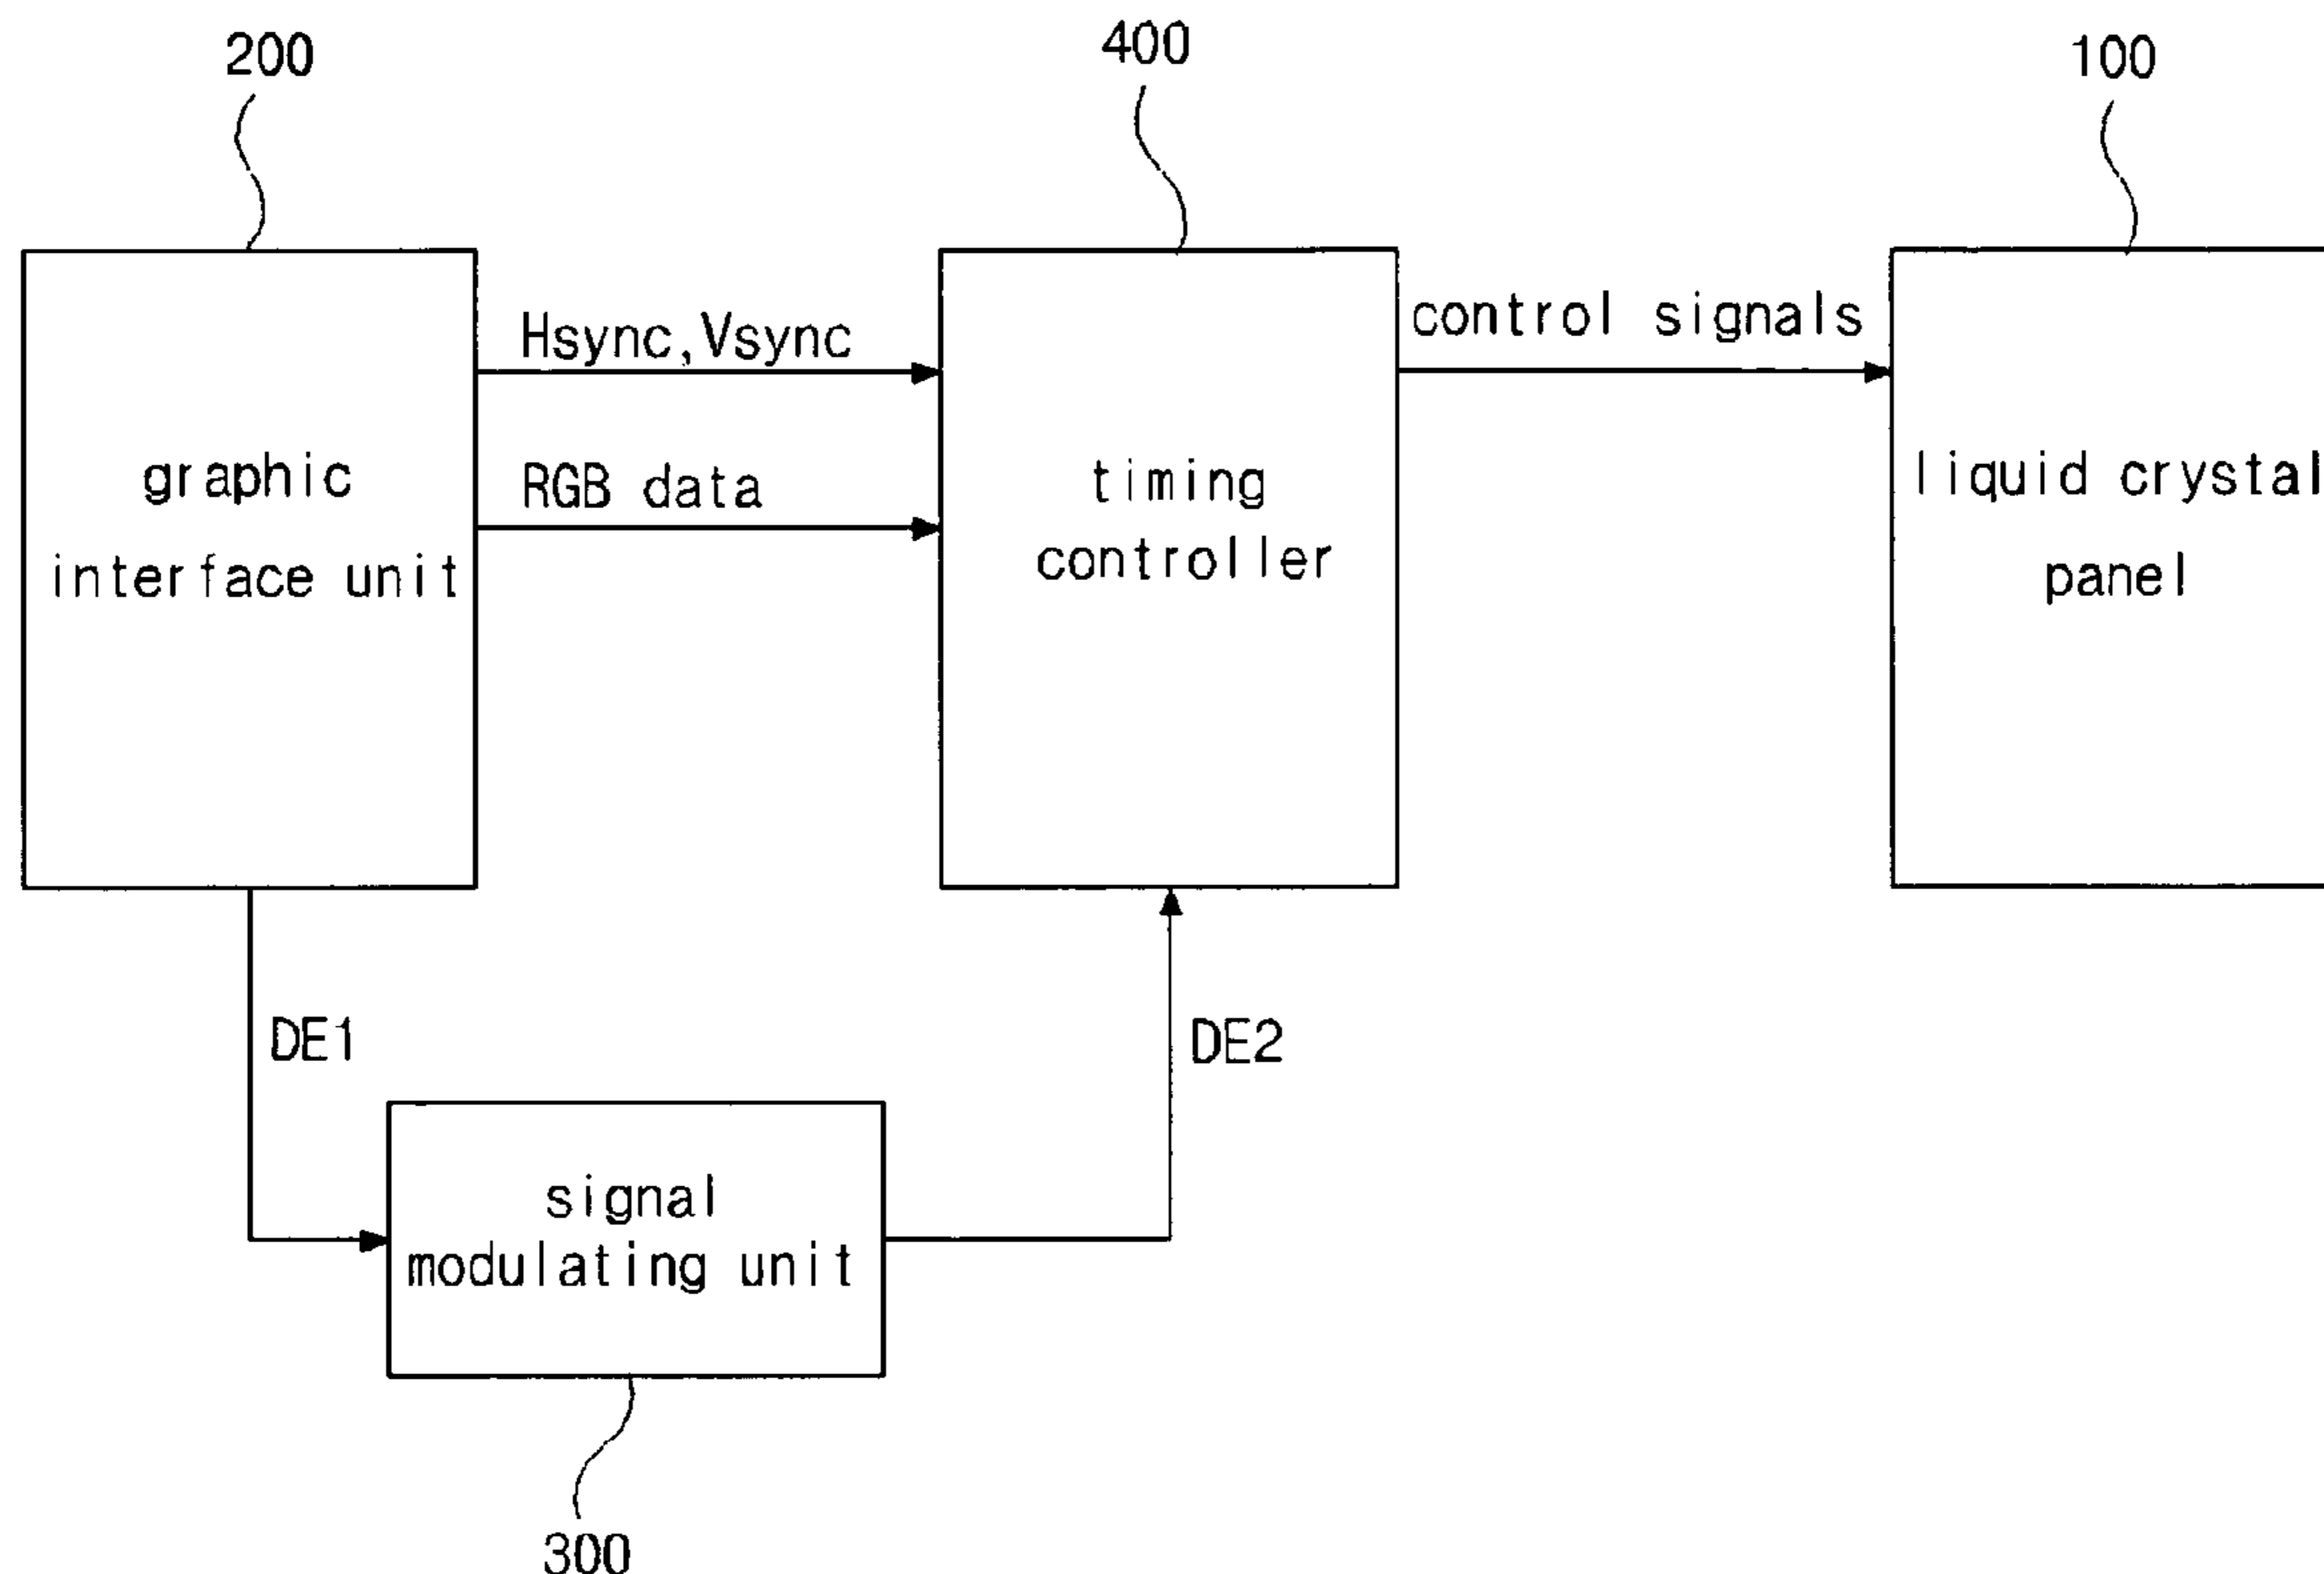 200
400
100
Hsync,Vsync
control signals
graphic
interface unit
RGB data
timing
controller
liquid crystal
panel
DE1
DE2
signal
modulating unit
300